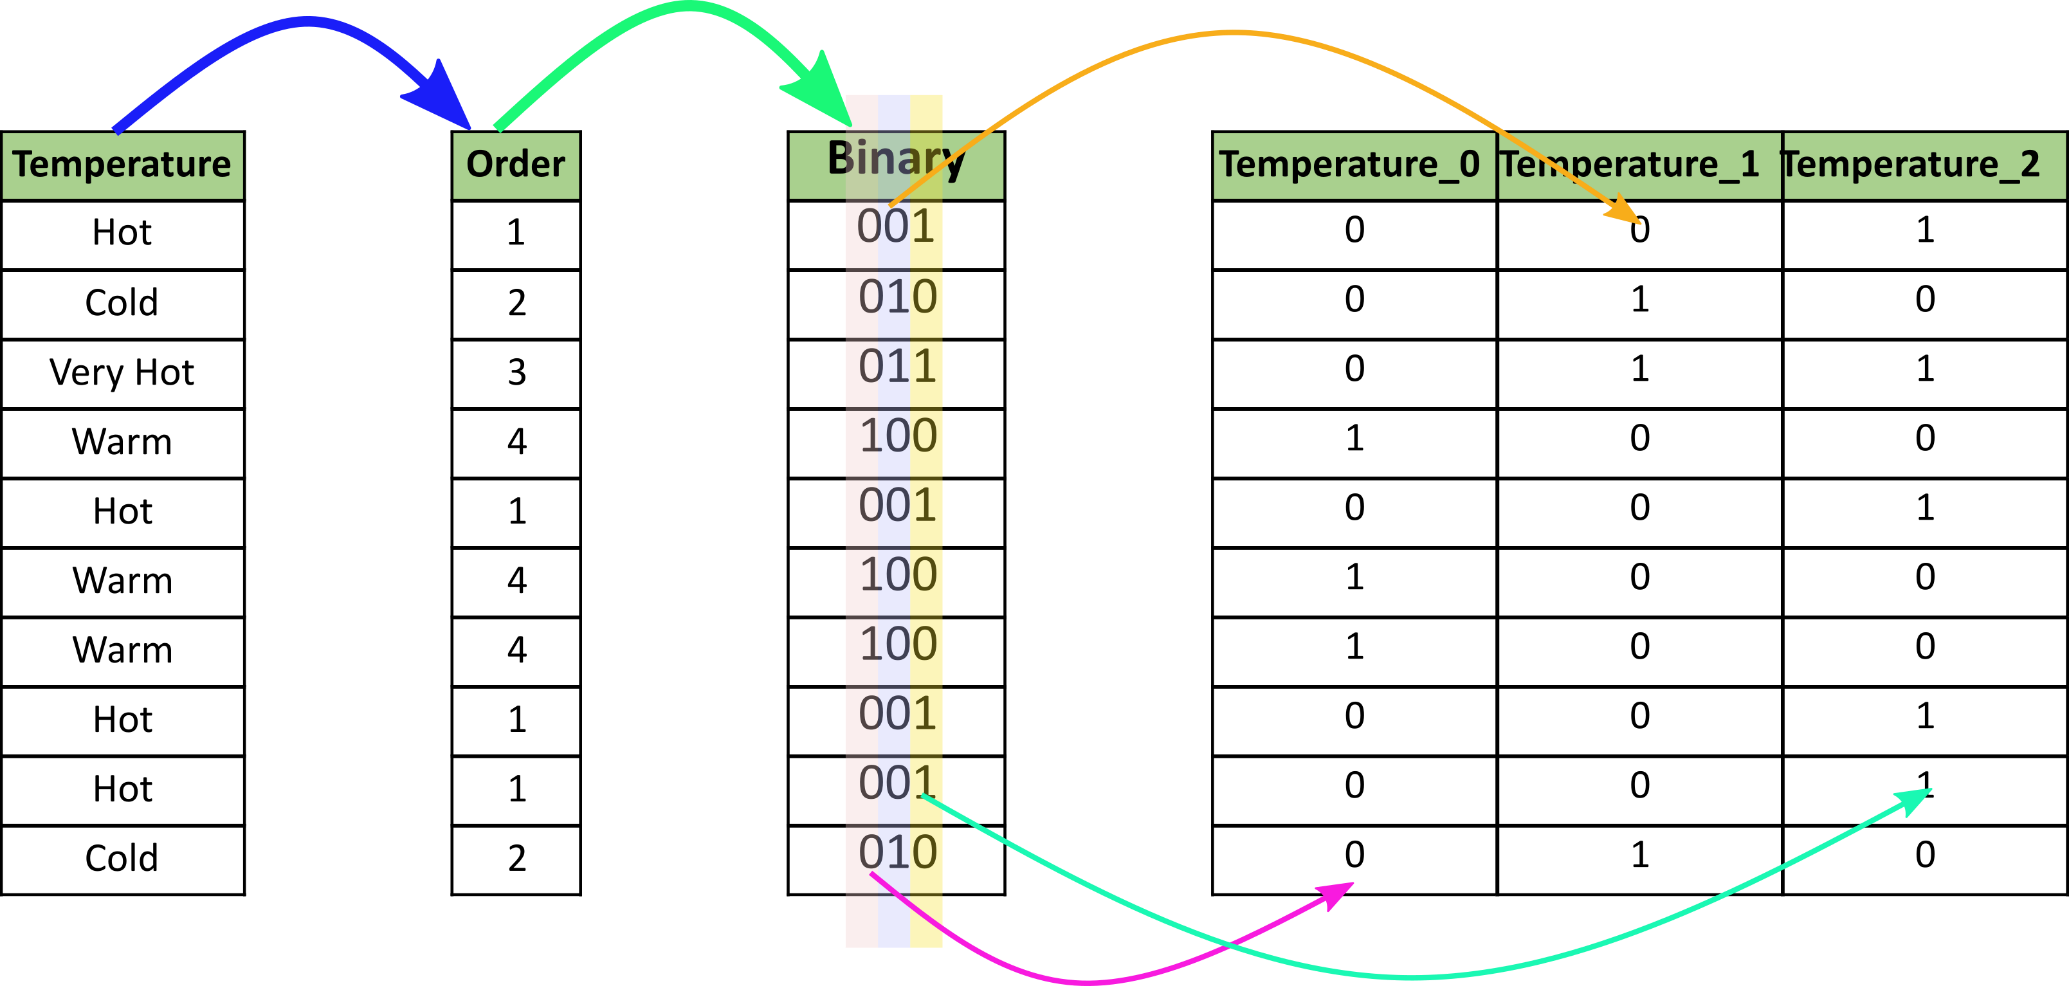 Temperature Order Binary Temperature_0 Temperature_1 Temperature_2
Hot 1 001 0 0 1
Cold 2 010 0 1 0
Very Hot 3 011 0 1 1
Warm 4 100 1 0 0
Hot 1 001 0 0 1
Warm 4 100 1 0 0
Warm 4 100 1 0 0
Hot 1 001 0 0 1
Hot 1 001 0 0 1
Cold 2 010 0 1 0